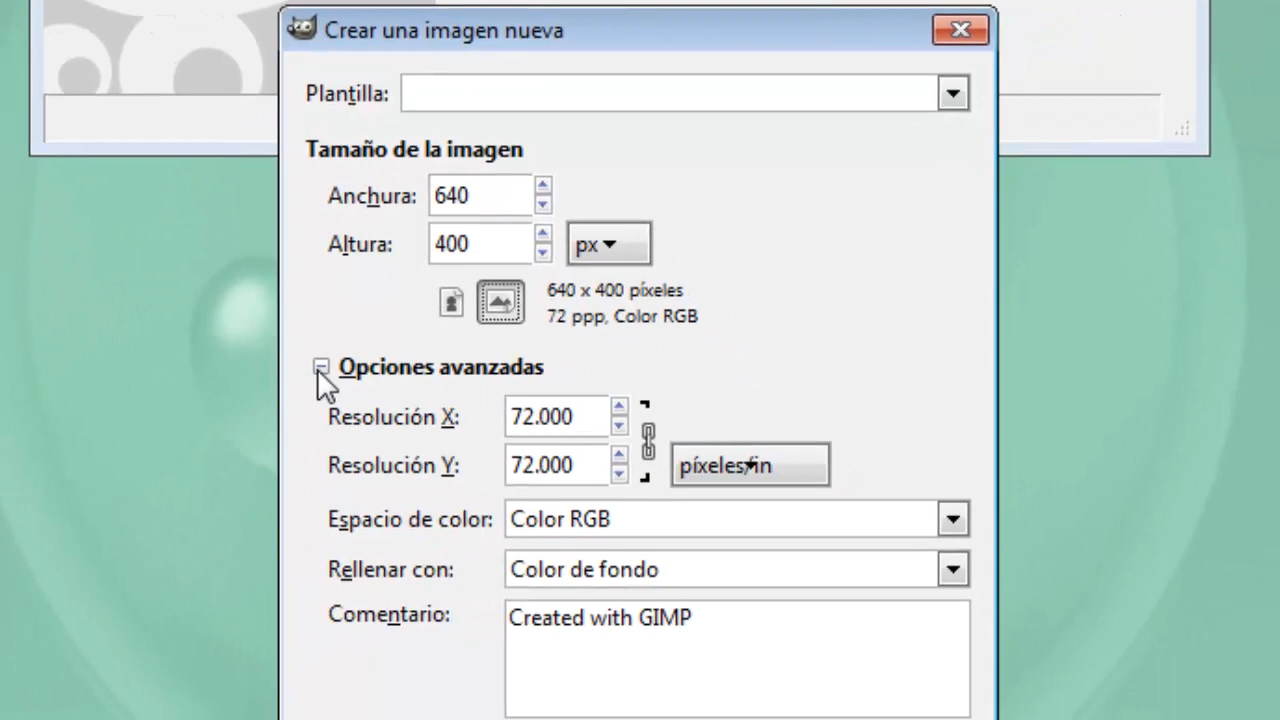 Crear una imagen nueva
Plantilla:
Tamaño de la imagen
Anchura: 640
Altura: 400 px
640 x 400 píxeles
72 ppp, Color RGB
Opciones avanzadas
Resolución X: 72.000
Resolución Y: 72.000 píxeles/in
Espacio de color: Color RGB
Rellenar con: Color de fondo
Comentario: Created with GIMP